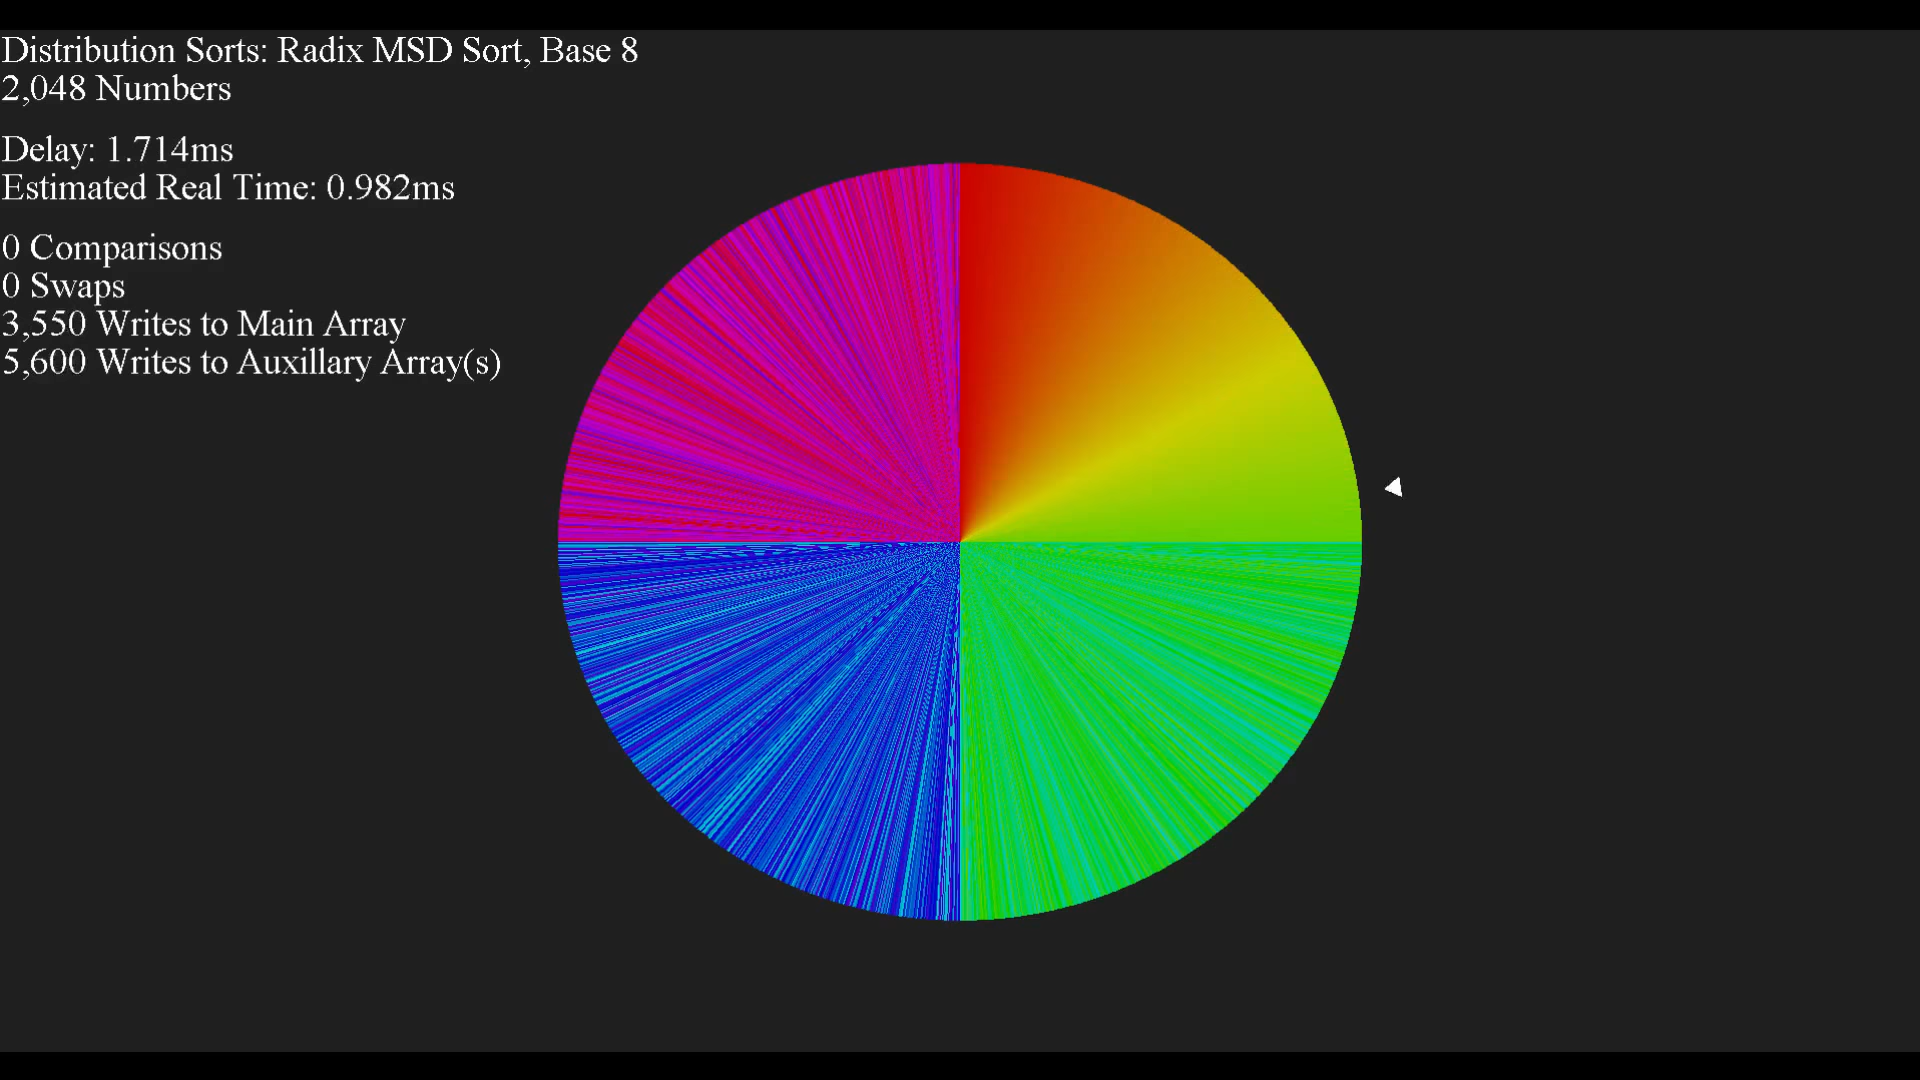 Distribution Sorts: Radix MSD Sort, Base 8
2,048 Numbers
Delay: 1.714ms
Estimated Real Time: 0.982ms
0 Comparisons
0 Swaps
3,550 Writes to Main Array
5,600 Writes to Auxillary Array(s)